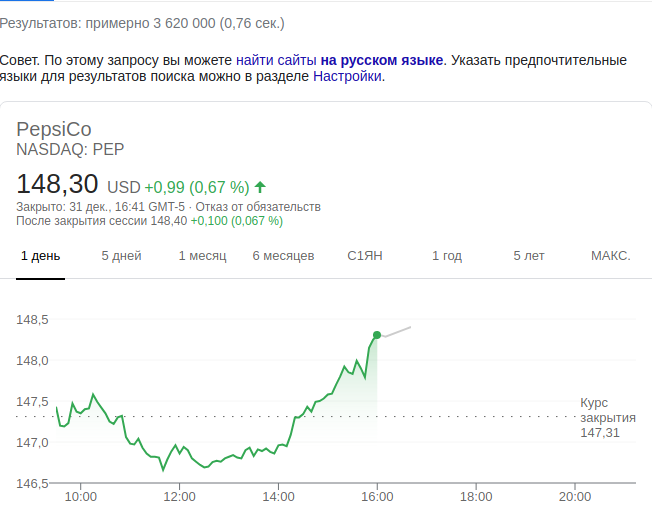 Результатов: примерно 3 620 000 (0,76 сек.)
Совет. По этому запросу вы можете найти сайты на русском языке. Указать предпочтительные
языки для результатов поиска можно в разделе Настройки.
PepsiCo
NASDAQ: PEP
148,30 USD +0,99 (0,67 %)
Закрыто: 31 дек., 16:41 GMT-5 · Отказ от обязательств
После закрытия сессии 148,40 +0,100 (0,067 %)
1 день 5 дней 1 месяц 6 месяцев С1ЯН 1 год 5 лет МАКС.
148,5
148,0
147,5
147,0
146,5
Курс
закрытия
147,31
10:00 12:00 14:00 16:00 18:00 20:00